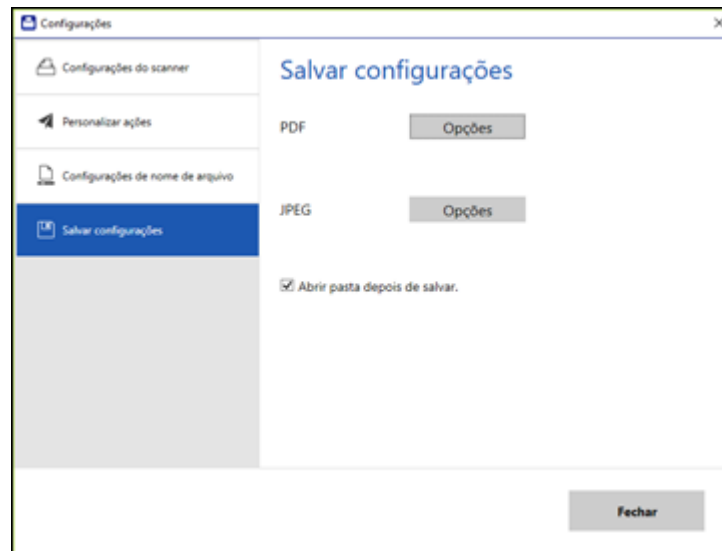 Configurações
Configurações do scanner
Personalizar ações
Configurações de nome de arquivo
Salvar configurações
Salvar configurações
PDF Opções
JPEG Opções
Abrir pasta depois de salvar.
Fechar